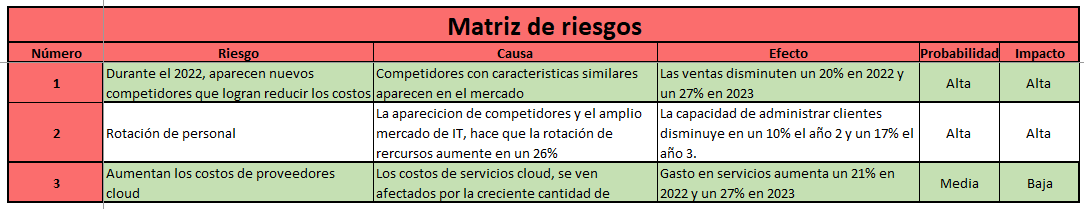 Matriz de riesgos
Número Riesgo Causa Efecto Probabilidad Impacto
1
Durante el 2022, aparecen nuevos
competidores que logran reducir los costos
Competidores con caracteristicas similares
aparecen en el mercado
Las ventas disminuten un 20% en 2022 y
un 27% en 2023
Alta
Alta
2
Rotación de personal
La aparecicion de competidores y el amplio
mercado de IT, hace que la rotación de
rercursos aumente en un 26%
La capacidad de administrar clientes
disminuye en un 10% el año 2 y un 17% el
año 3.
Alta
Alta
3
Aumentan los costos de proveedores
cloud
Los costos de servicios cloud, se ven
afectados por la creciente cantidad de
Gasto en servicios aumenta un 21% en
2022 y un 27% en 2023
Media
Baja